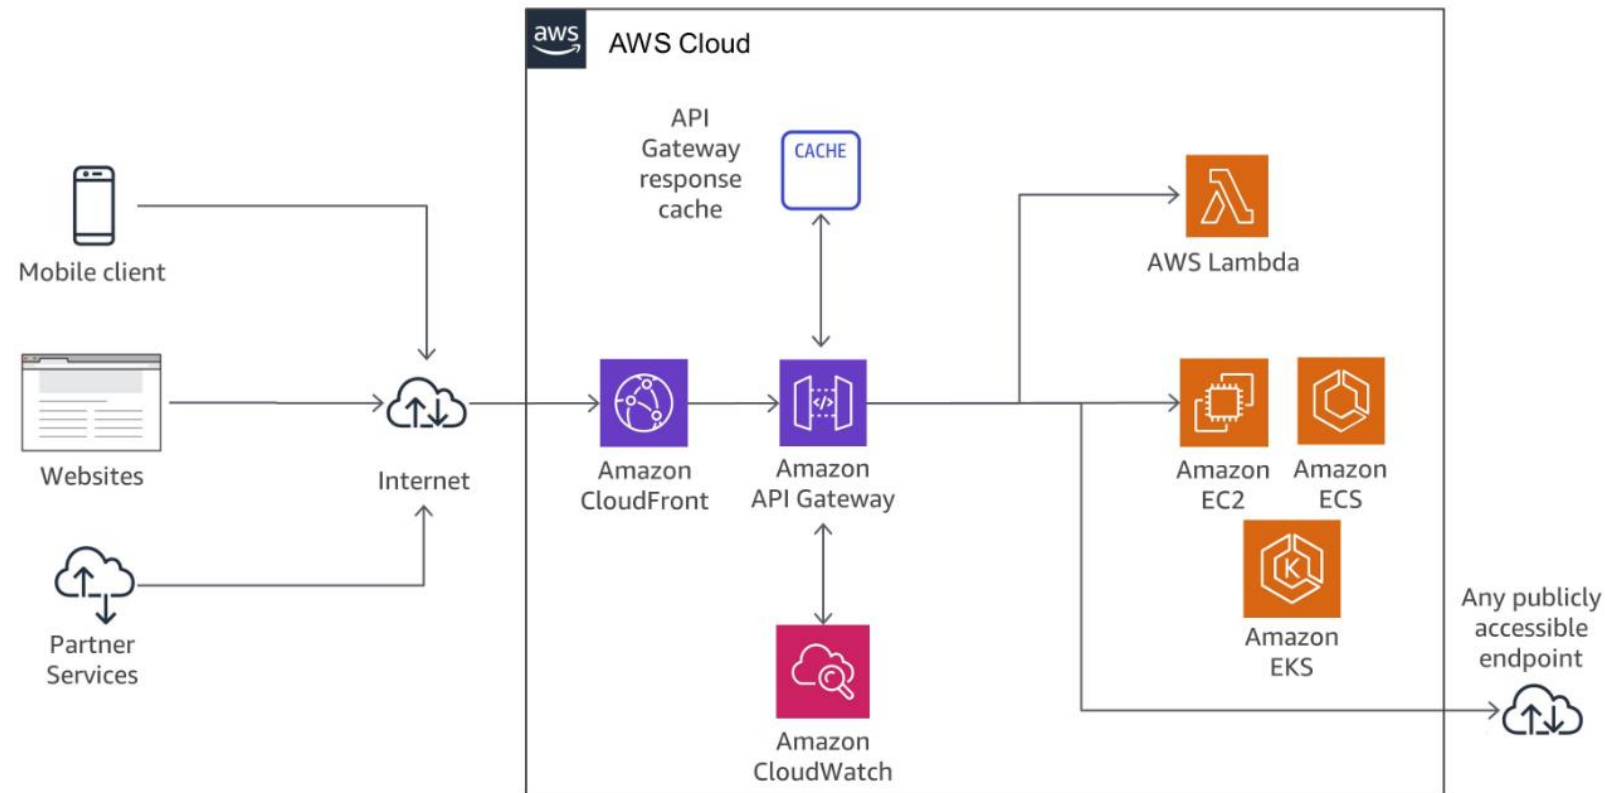 aws
AWS Cloud
API
Gateway
response
cache
CACHE
Mobile client
AWS Lambda
Websites
Internet
Amazon
CloudFront
</>
Amazon
API Gateway
Amazon
EC2
Amazon
ECS
K
Amazon
EKS
Partner
Services
Amazon
CloudWatch
Any publicly
accessible
endpoint